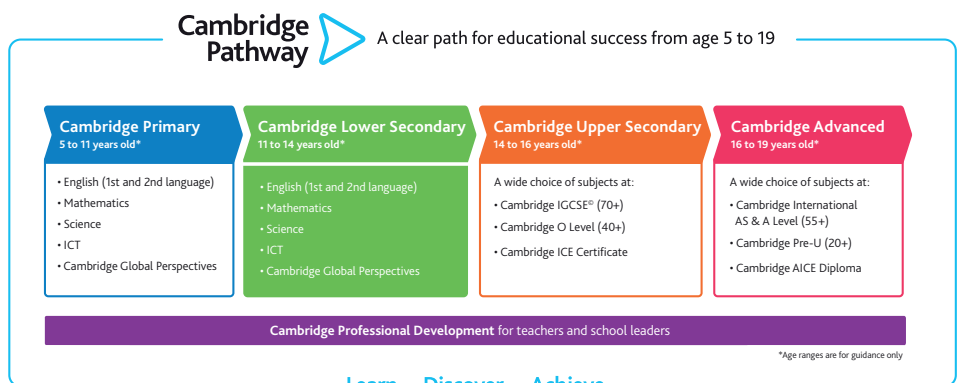 Cambridge
Pathway
A clear path for educational success from age 5 to 19
Cambridge Primary
5 to 11 years old*
• English (1st and 2nd language)
• Mathematics
• Science
• ICT
• Cambridge Global Perspectives
Cambridge Lower Secondary
11 to 14 years old*
• English (1st and 2nd language)
• Mathematics
• Science
• ICT
• Cambridge Global Perspectives
Cambridge Upper Secondary
14 to 16 years old*
A wide choice of subjects at:
• Cambridge IGCSE© (70+)
• Cambridge O Level (40+)
• Cambridge ICE Certificate
Cambridge Advanced
16 to 19 years old*
A wide choice of subjects at:
• Cambridge International
AS & A Level (55+)
• Cambridge Pre-U (20+)
• Cambridge AICE Diploma
Cambridge Professional Development for teachers and school leaders
*Age ranges are for guidance only
Learn Discover Achieve